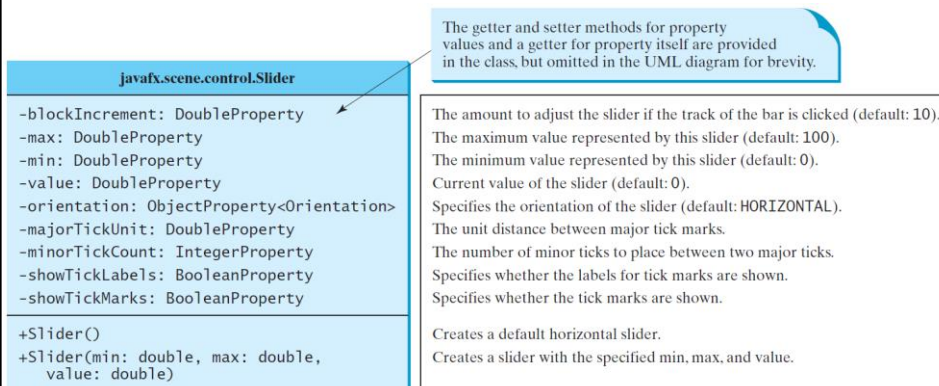 The getter and setter methods for property
values and a getter for property itself are provided
in the class, but omitted in the UML diagram for brevity.
javafx.scene.control.Slider
-blockIncrement: DoubleProperty
-max: DoubleProperty
-min: DoubleProperty
-value: DoubleProperty
-orientation: ObjectProperty<Orientation>
-majorTickUnit: DoubleProperty
-minorTickCount: IntegerProperty
-showTickLabels: BooleanProperty
-showTickMarks: BooleanProperty
+Slider()
+Slider(min: double, max: double,
value: double)
The amount to adjust the slider if the track of the bar is clicked (default: 10).
The maximum value represented by this slider (default: 100).
The minimum value represented by this slider (default: 0).
Current value of the slider (default: 0).
Specifies the orientation of the slider (default: HORIZONTAL).
The unit distance between major tick marks.
The number of minor ticks to place between two major ticks.
Specifies whether the labels for tick marks are shown.
Specifies whether the tick marks are shown.
Creates a default horizontal slider.
Creates a slider with the specified min, max, and value.